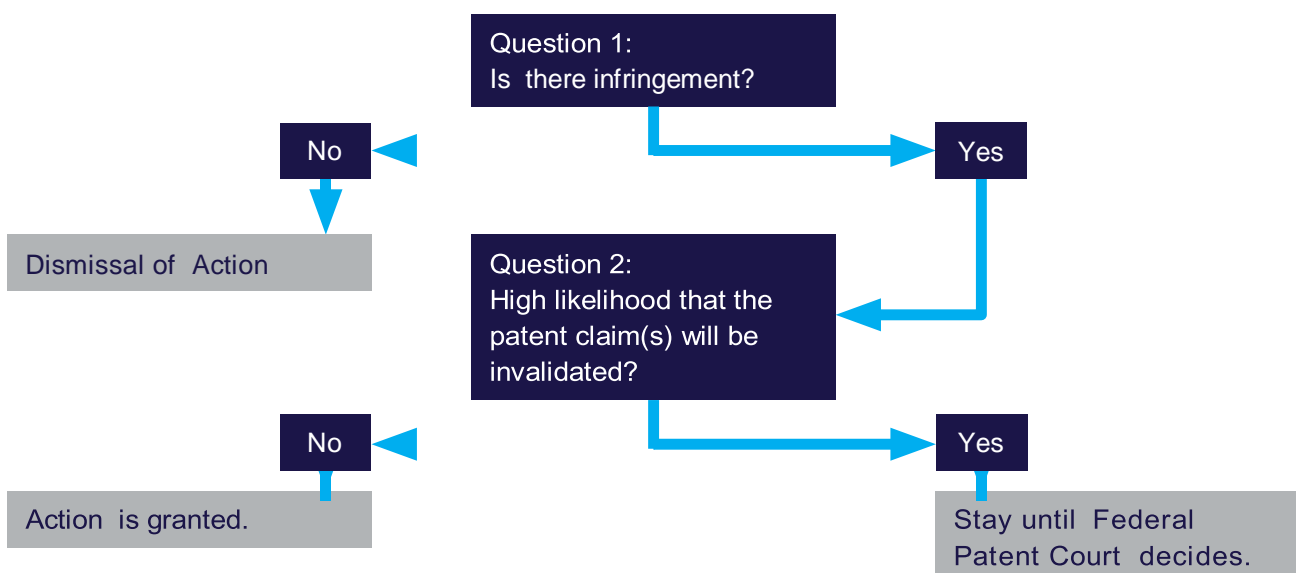 Question 1:
Is there infringement?
No
Yes
Dismissal of Action
Question 2:
High likelihood that the
patent claim(s) will be
invalidated?
No
Yes
Action is granted.
Stay until Federal
Patent Court decides.